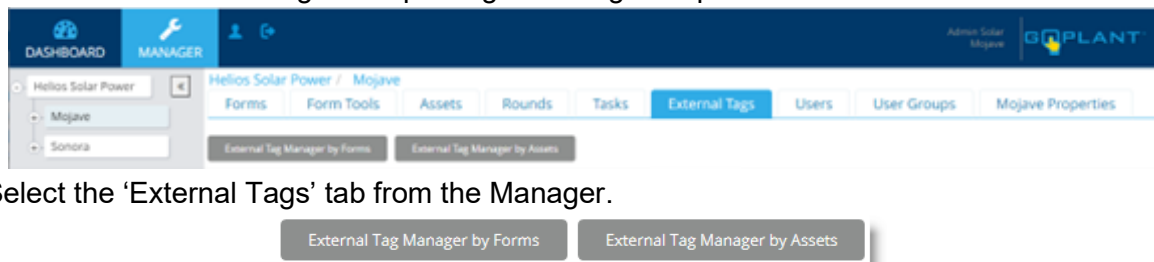 DASHBOARD MANAGER Admin Solar Mojave GOPLANT
Helios Solar Power Helios Solar Power / Mojave
Forms Form Tools Assets Rounds Tasks External Tags Users User Groups Mojave Properties
Mojave
Sonora External Tag Manager by Forms External Tag Manager by Assets
Select the ‘External Tags’ tab from the Manager.
External Tag Manager by Forms External Tag Manager by Assets